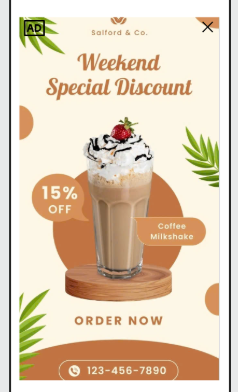 AD
Salford & Co.
Weekend
Special Discount
15%
OFF
Coffee
Milkshake
ORDER NOW
123-456-7890